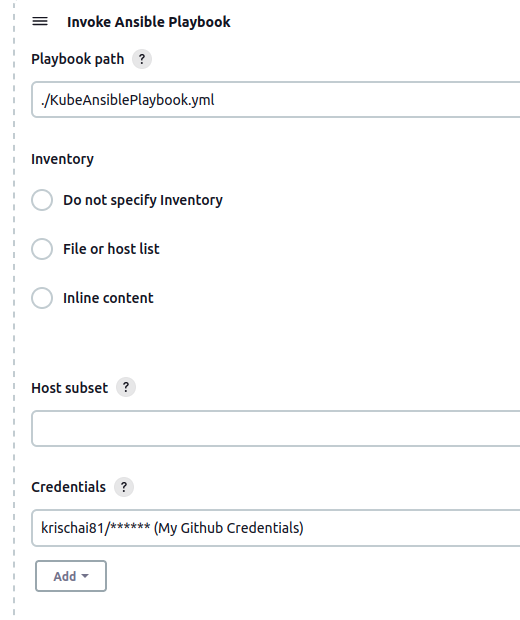 Invoke Ansible Playbook
Playbook path ?
./KubeAnsiblePlaybook.yml
Inventory
Do not specify Inventory
File or host list
Inline content
Host subset ?
Credentials ?
krischai81/****** (My Github Credentials)
Add